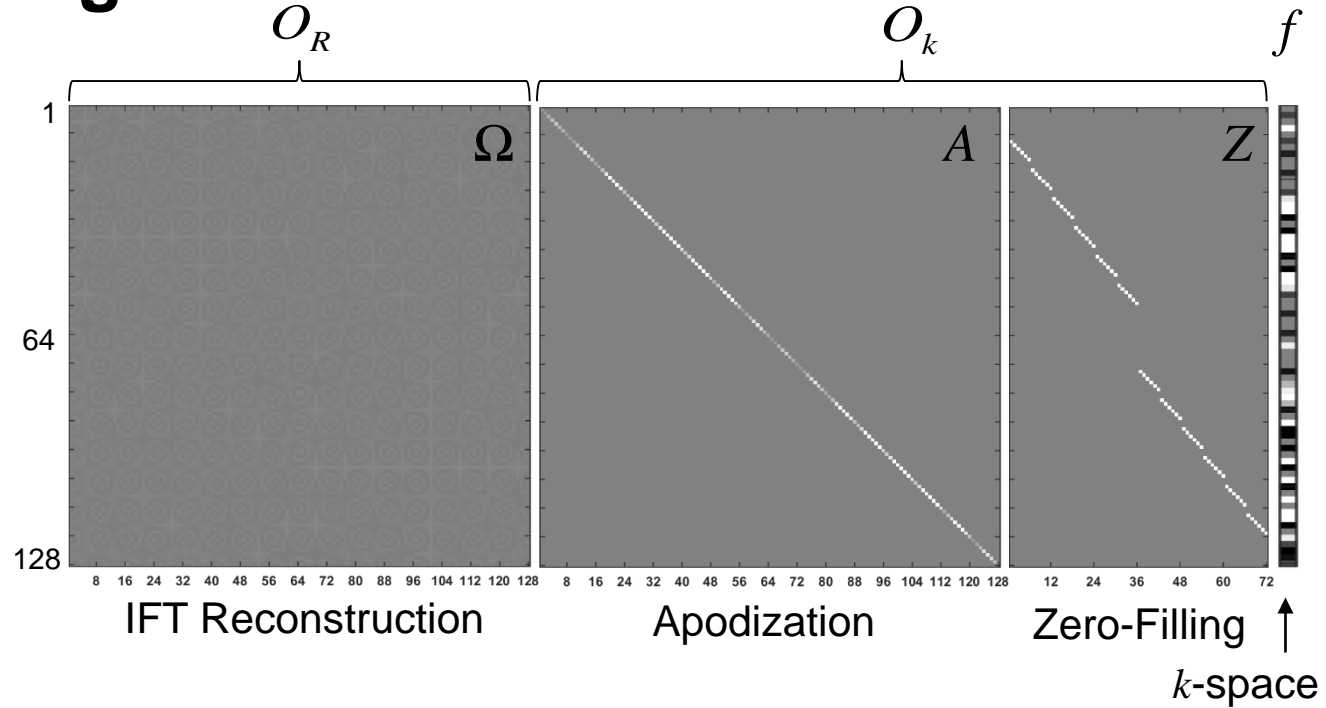 g
O_R O_k f
1 Ω A Z
64
128
8 16 24 32 40 48 56 64 72 80 88 96 104 112 120 128 8 16 24 32 40 48 56 64 72 80 88 96 104 112 120 128 12 24 36 48 60 72
IFT Reconstruction Apodization Zero-Filling ↑
k-space